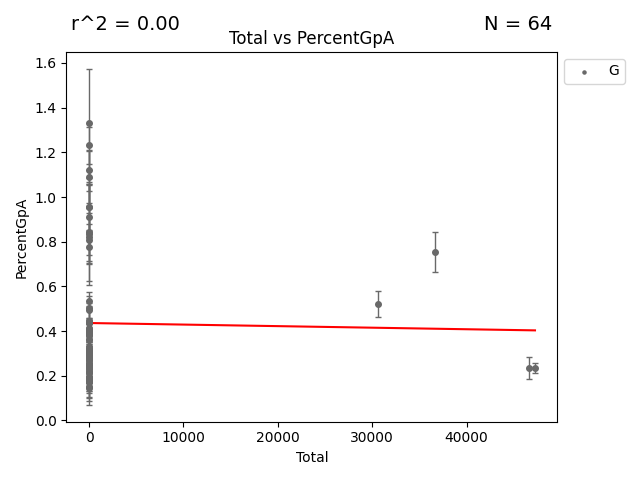 r^2 = 0.00
N = 64
Total vs PercentGpA
G
1.6
1.4
1.2
1.0
0.8
0.6
0.4
0.2
0.0
PercentGpA
0
10000
20000
30000
40000
Total